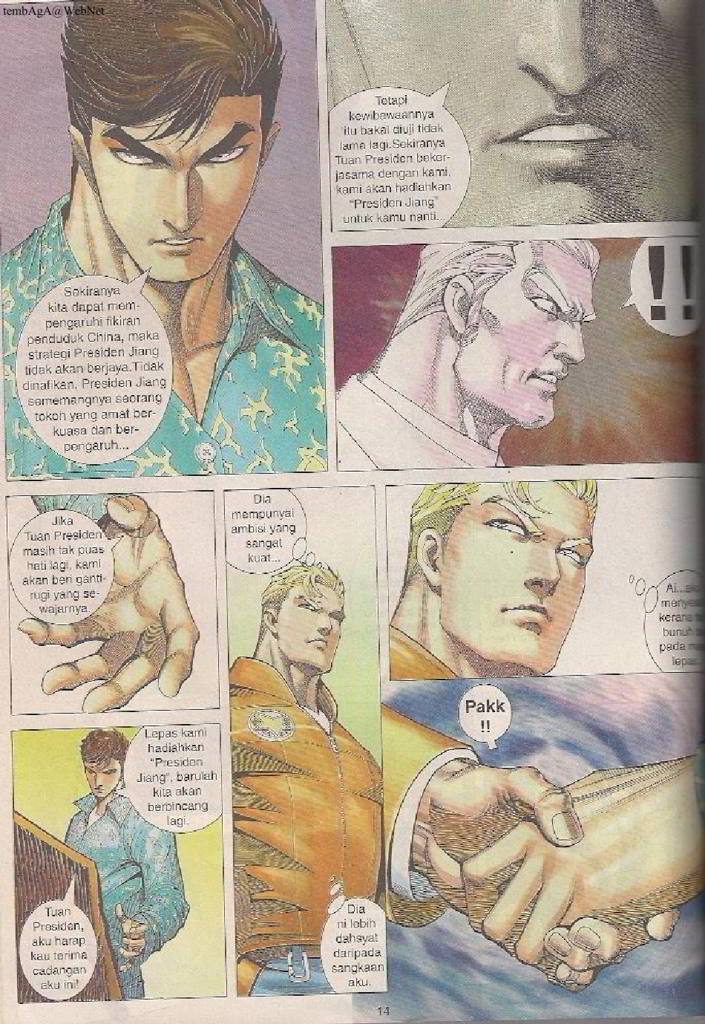 tembAgA@WebNet
Sekiranya
kita dapat mem-
pengaruhi fikiran
penduduk China, maka
strategi Presiden Jiang
tidak akan berjaya.Tidak
dinafikan, Presiden Jiang
sememangnya seorang
tokoh yang amat ber-
kuasa dan ber-
pengaruh...
Tetapi
kewibawaannya
itu bakal diuji tidak
lama lagi.Sekiranya
Tuan Presiden beker-
jasama dengan kami,
kami akan hadiahkan
"Presiden Jiang"
untuk kamu nanti.
!!
Jika
Tuan Presiden
masih tak puas
hati lagi, kami
akan beri ganti-
rugi yang se-
wajarnya.
Dia
mempunyai
ambisi yang
sangat
kuat...
Ai...
kerana
bunuh
pada
lepas
Lepas kami
hadiahkan
"Presiden
Jiang", barulah
kita akan
berbincang
lagi.
Tuan
Presiden,
aku harap
kau terima
cadangan
aku ini!
Dia
ni lebih
dahsyat
daripada
sangkaan
aku.
Pakk
!!
14